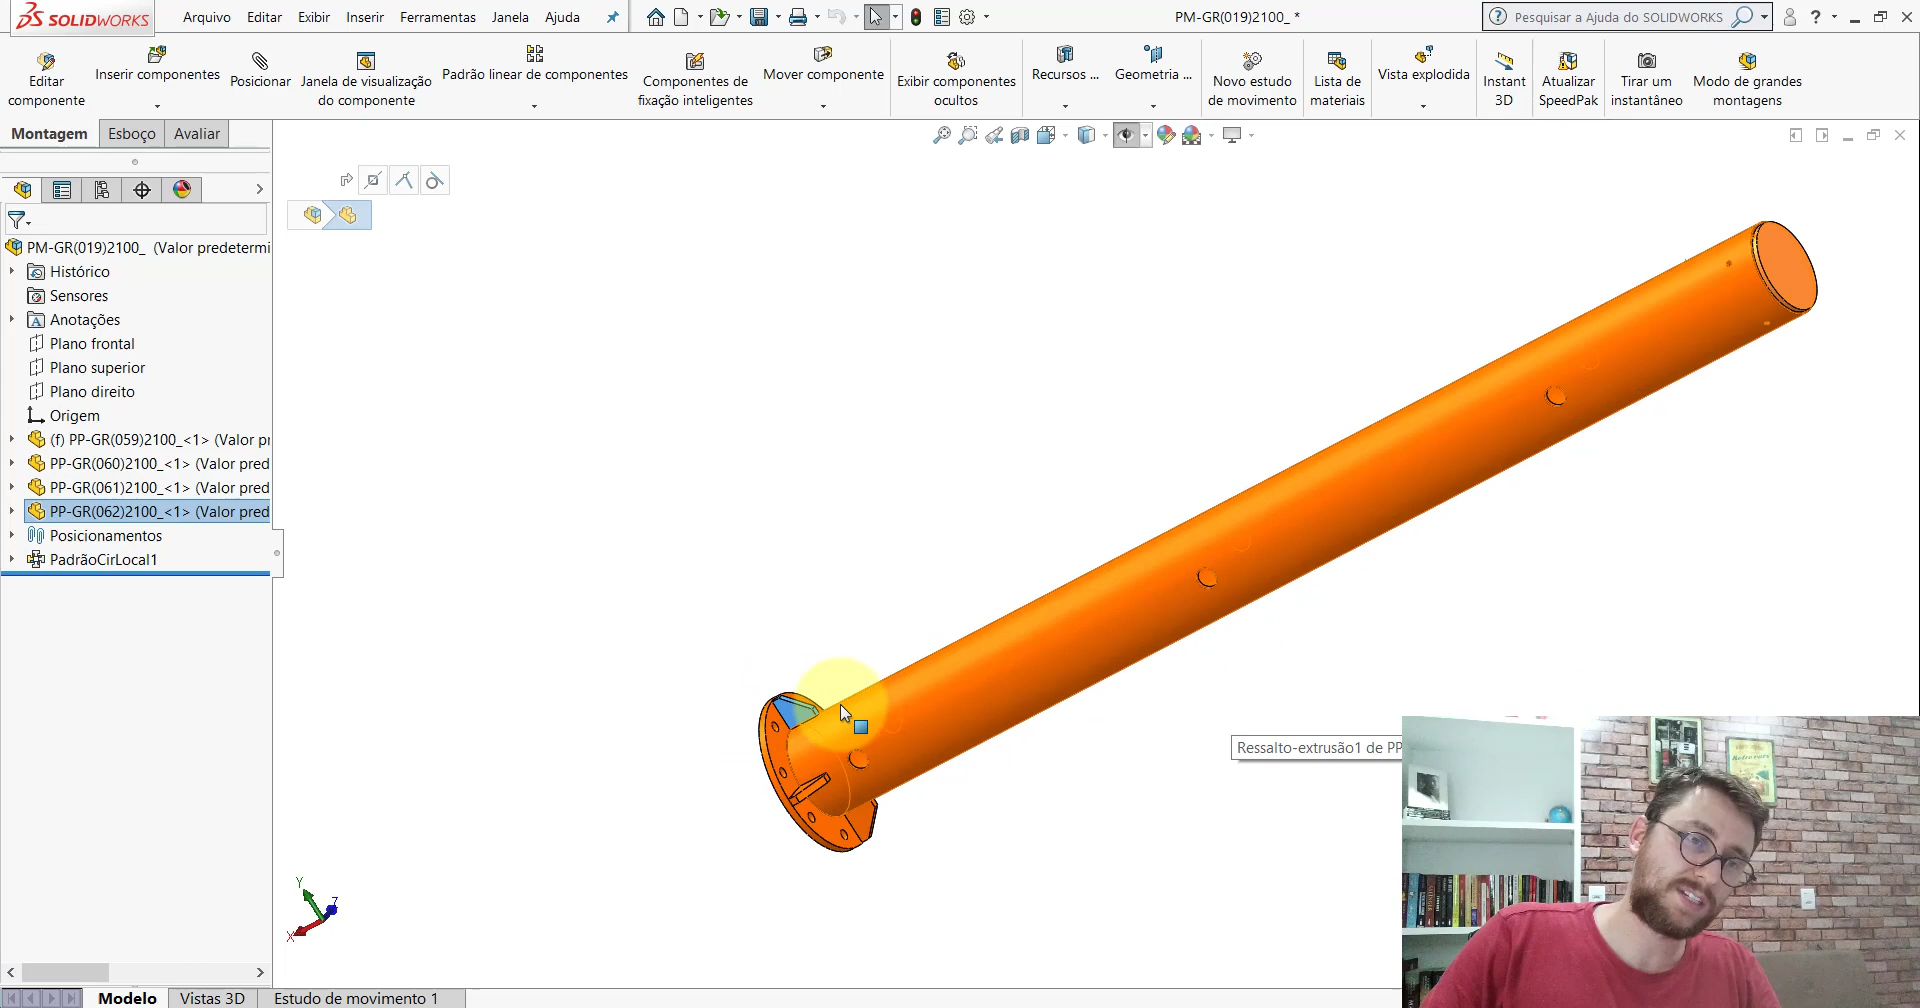 SOLIDWORKS
Arquivo Editar Exibir Inserir Ferramentas Janela Ajuda
PM-GR(019)2100_ *
Pesquisar a Ajuda do SOLIDWORKS
?
Editar componente
Inserir componentes
Posicionar
Janela de visualização do componente
Padrão linear de componentes
Componentes de fixação inteligentes
Mover componente
Exibir componentes ocultos
Recursos ...
Geometria ...
Novo estudo de movimento
Lista de materiais
Vista explodida
Instant 3D
Atualizar SpeedPak
Tirar um instantâneo
Modo de grandes montagens
Montagem Esboço Avaliar
PM-GR(019)2100_ (Valor predetermi
Histórico
Sensores
Anotações
Plano frontal
Plano superior
Plano direito
Origem
(f) PP-GR(059)2100_<1> (Valor pr
PP-GR(060)2100_<1> (Valor pred
PP-GR(061)2100_<1> (Valor pred
PP-GR(062)2100_<1> (Valor pred
Posicionamentos
PadrãoCirLocal1
Ressalto-extrusão1 de PP
Y
Z
X
Modelo Vistas 3D Estudo de movimento 1